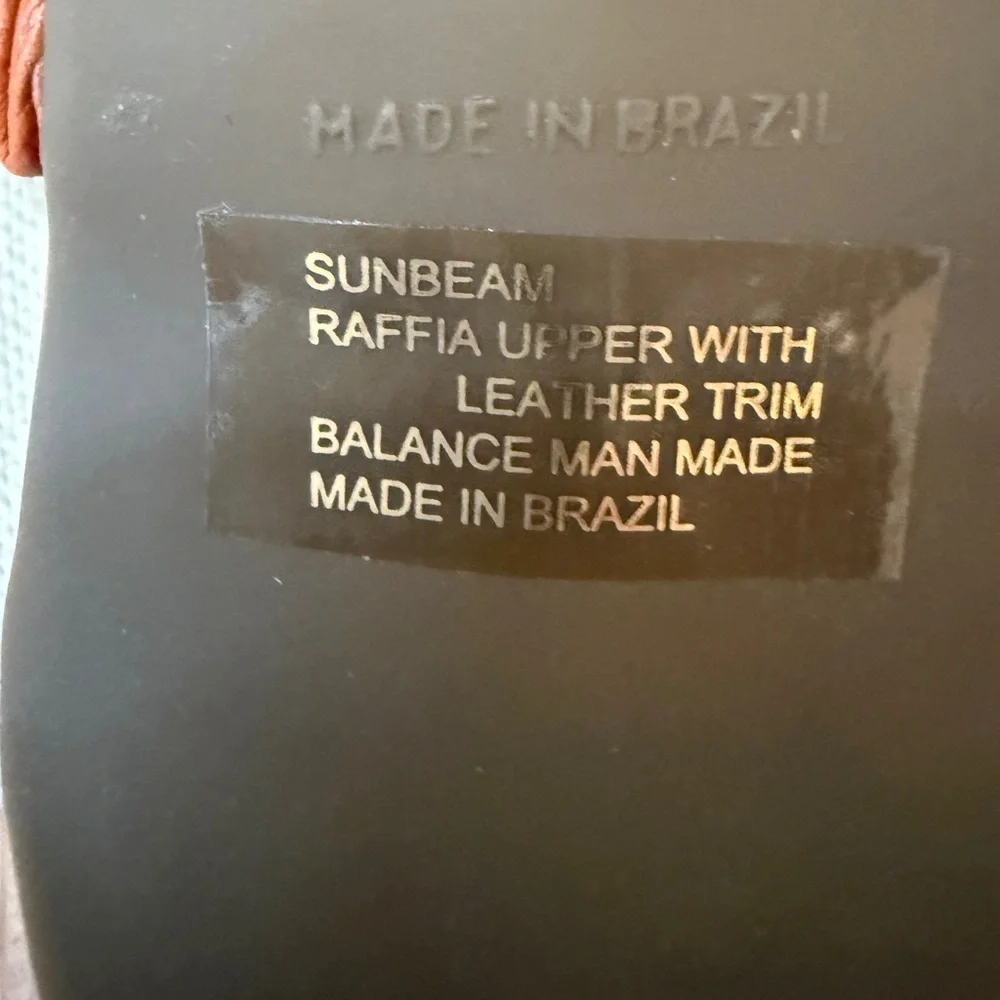 MADE IN BRAZIL
SUNBEAM
RAFFIA UPPER WITH
LEATHER TRIM
BALANCE MAN MADE
MADE IN BRAZIL